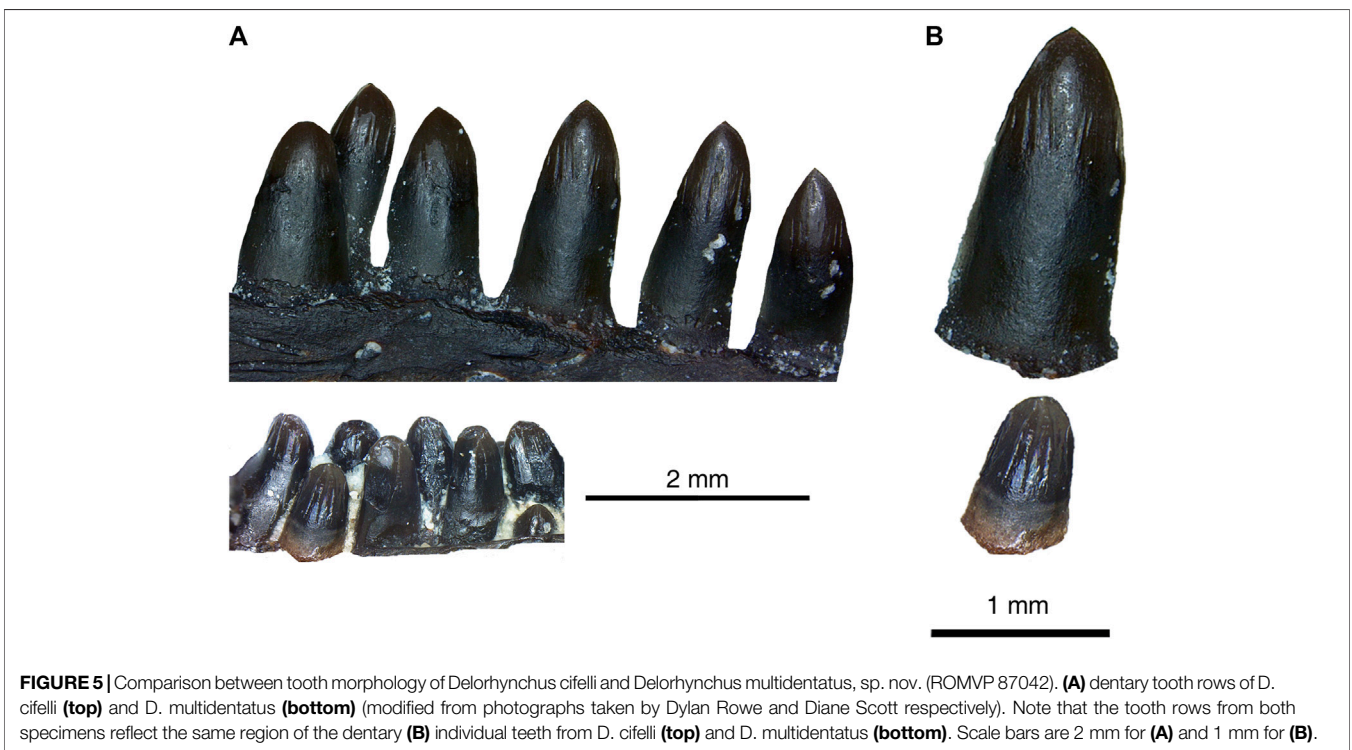 A
B
2 mm
1 mm
FIGURE 5 | Comparison between tooth morphology of Delorhynchus cifelli and Delorhynchus multidentatus, sp. nov. (ROMVP 87042). (A) dentary tooth rows of D.
cifelli (top) and D. multidentatus (bottom) (modified from photographs taken by Dylan Rowe and Diane Scott respectively). Note that the tooth rows from both
specimens reflect the same region of the dentary (B) individual teeth from D. cifelli (top) and D. multidentatus (bottom). Scale bars are 2 mm for (A) and 1 mm for (B).